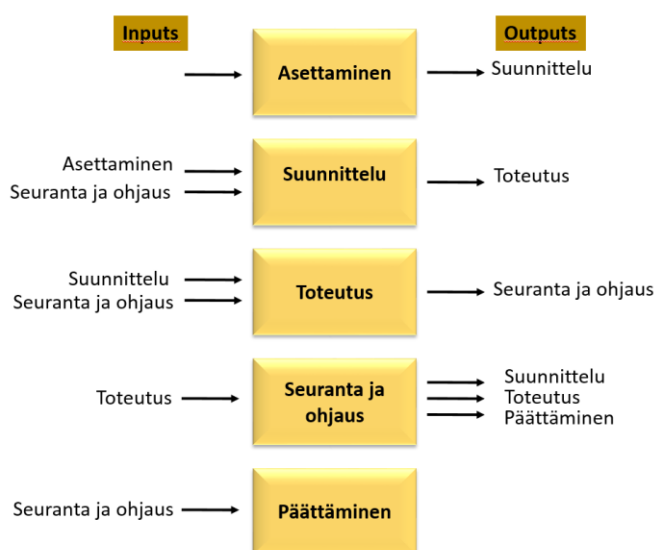 Inputs
Outputs
Asettaminen
Suunnittelu
Asettaminen
Seuranta ja ohjaus
Suunnittelu
Toteutus
Suunnittelu
Seuranta ja ohjaus
Toteutus
Seuranta ja ohjaus
Toteutus
Seuranta ja
ohjaus
Suunnittelu
Toteutus
Päättäminen
Seuranta ja ohjaus
Päättäminen